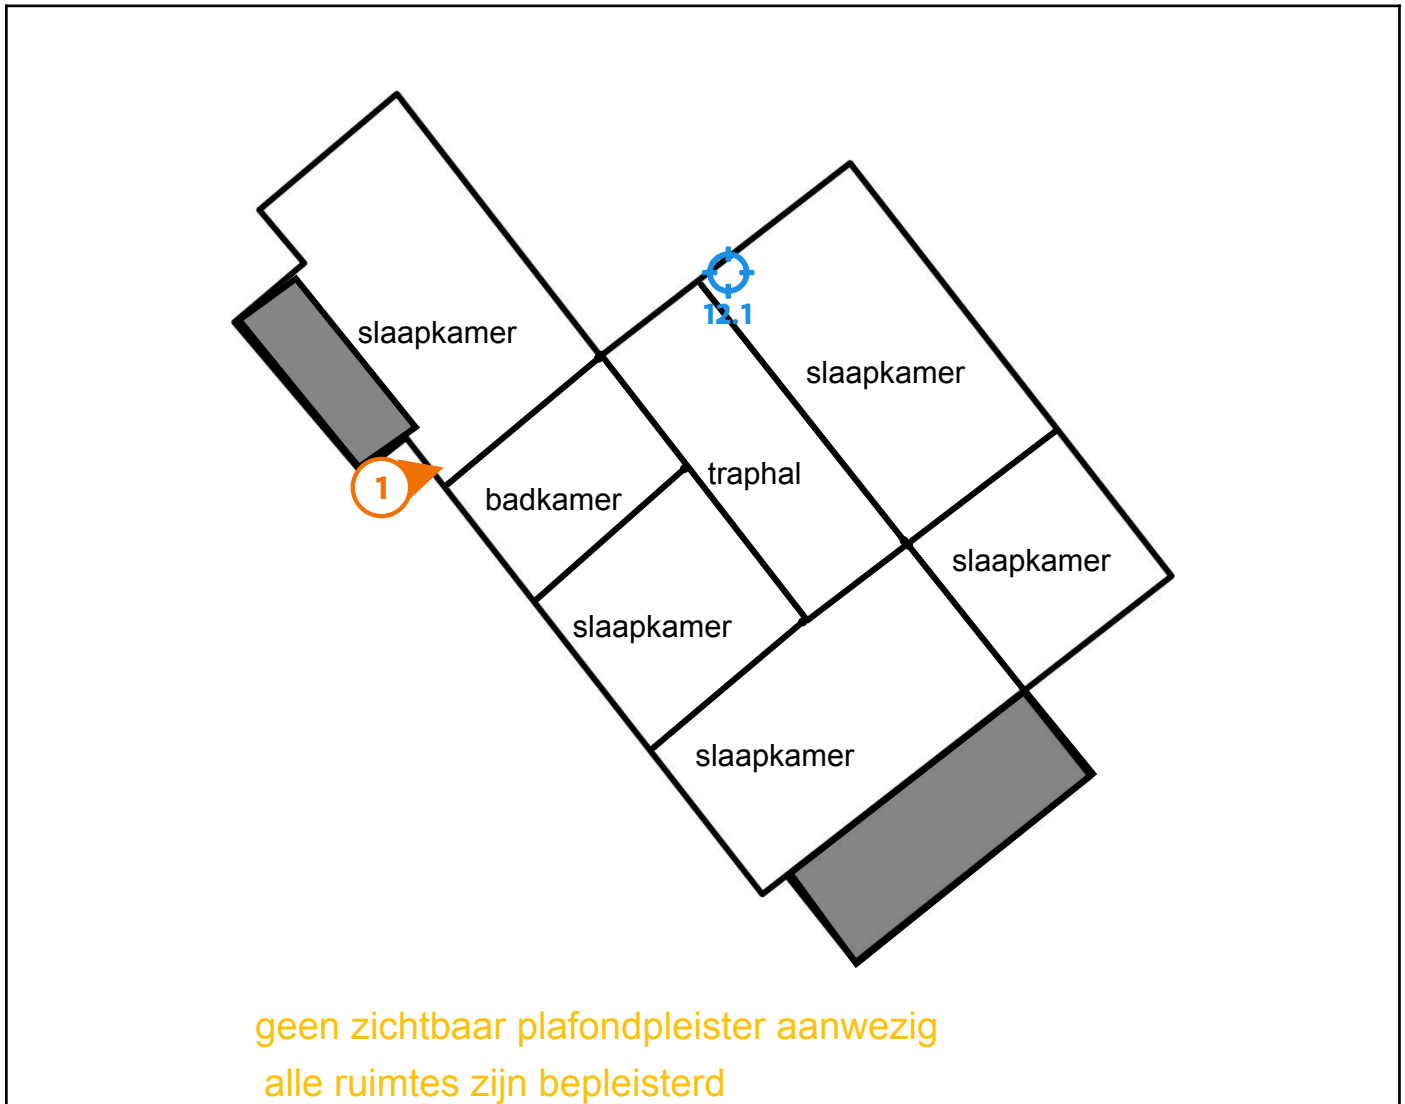 12.1
slaapkamer
slaapkamer
traphal
1
badkamer
slaapkamer
slaapkamer
slaapkamer
geen zichtbaar plafondpleister aanwezig
alle ruimtes zijn bepleisterd